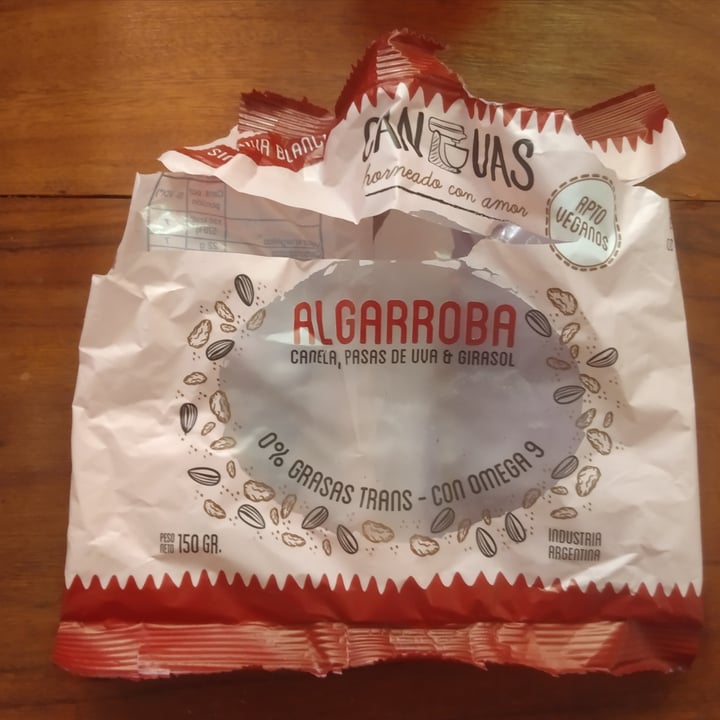 CANGUAS
horneado con amor
APTO
VEGANOS
ALGARROBA
CANELA, PASAS DE UVA & GIRASOL
0% GRASAS TRANS - CON OMEGA 9
PESO
NETO 150 GR.
INDUSTRIA
ARGENTINA